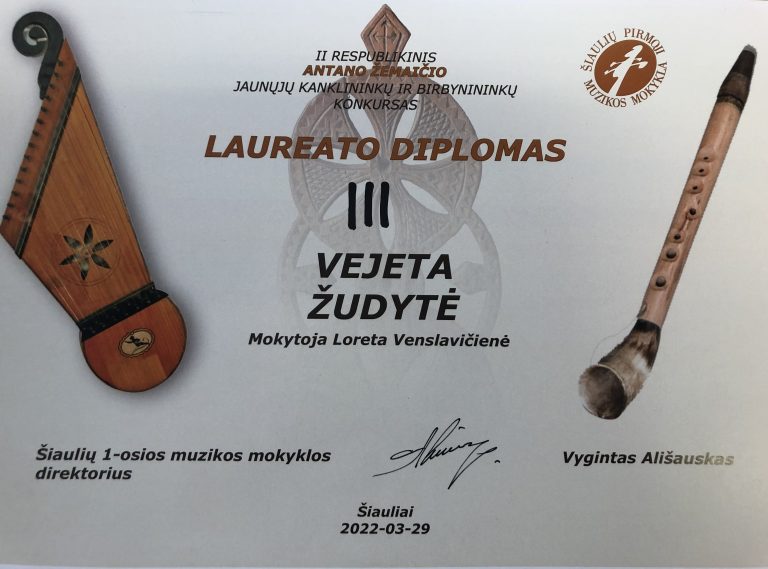 II RESPUBLIKINIS
ANTANO ŽEMAIČIO
JAUNŲJŲ KANKLININKŲ IR BIRBYNININKŲ
KONKURSAS
ŠIAULIŲ PIRMOJI
MUZIKOS MOKYKLA
LAUREATO DIPLOMAS
III
VEJETA
ŽUDYTĖ
Mokytoja Loreta Venslavičienė
Šiaulių 1-osios muzikos mokyklos
direktorius
Vygintas Ališauskas
Šiauliai
2022-03-29